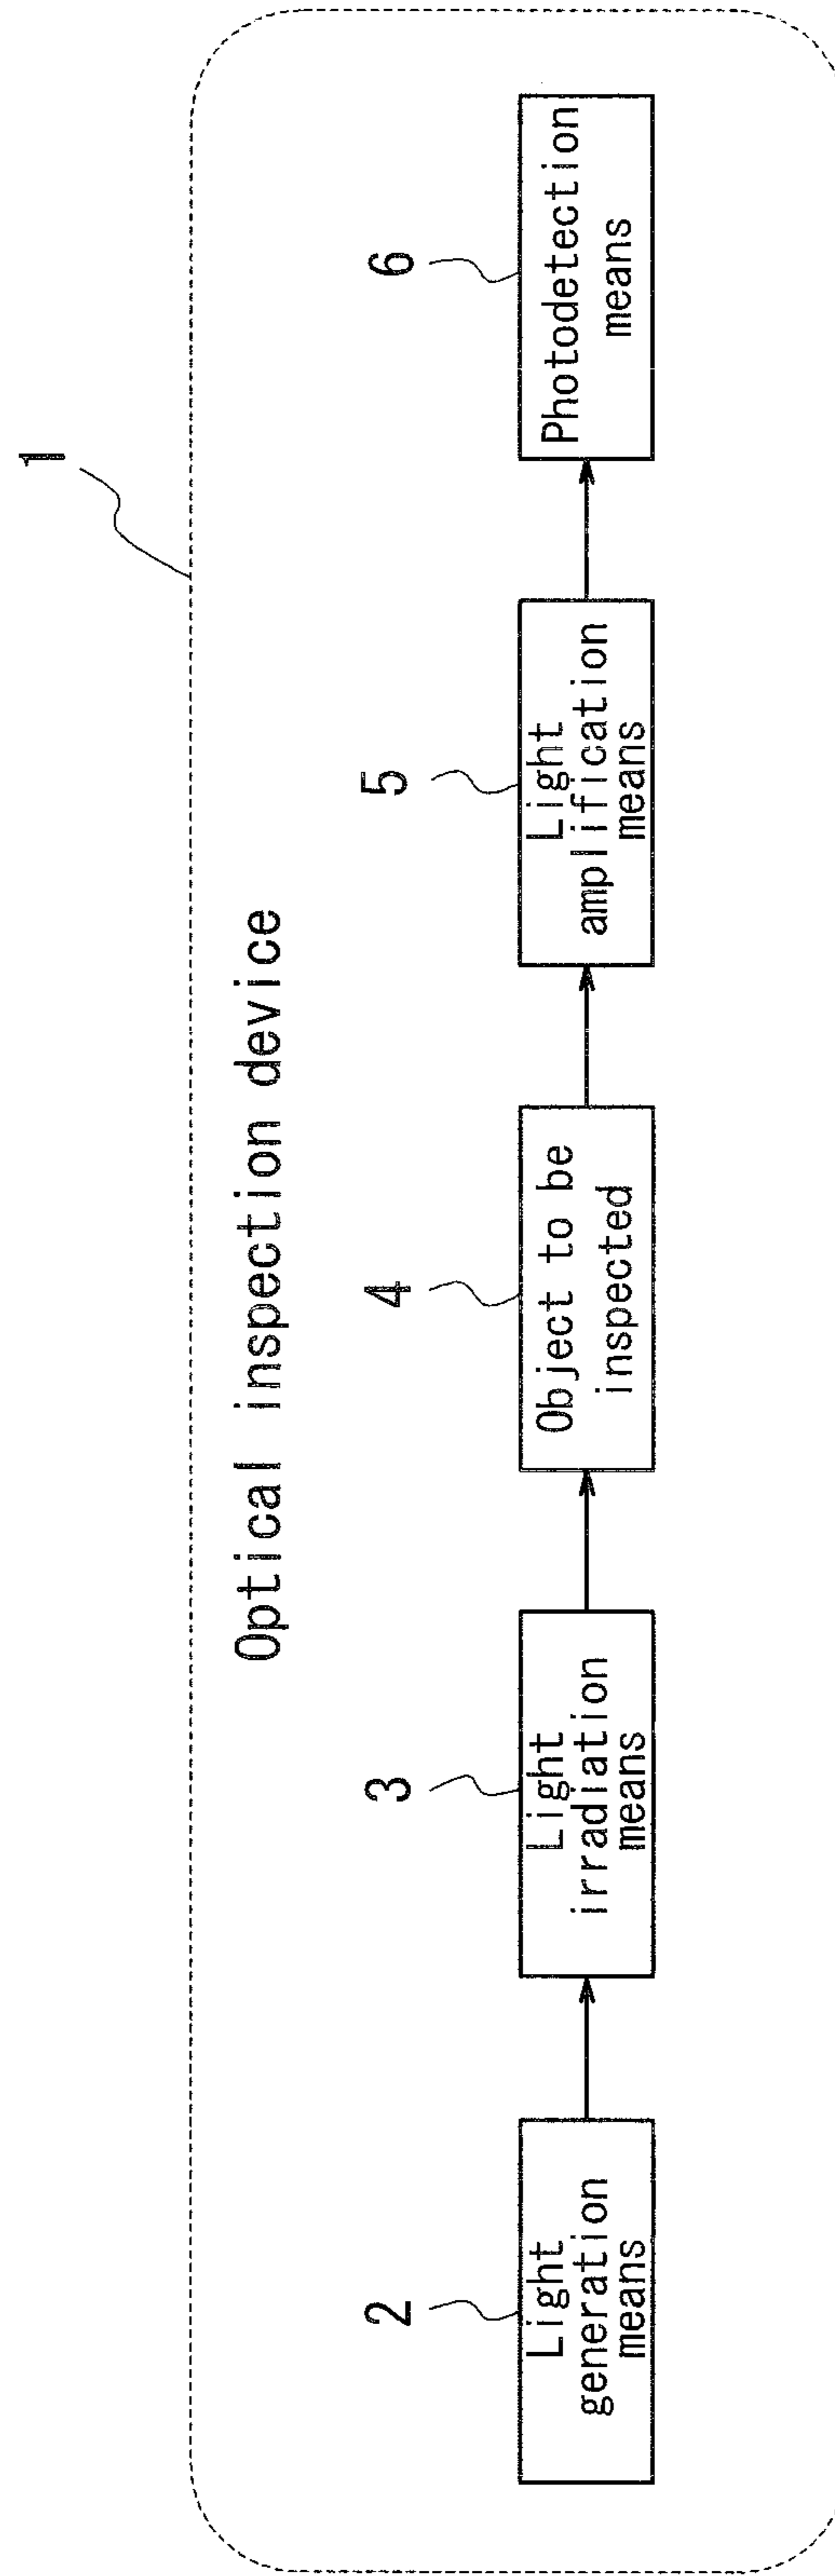 1
Optical inspection device
2
Light
generation
means
3
Light
irradiation
means
4
Object to be
inspected
5
Light
amplification
means
6
Photodetection
means